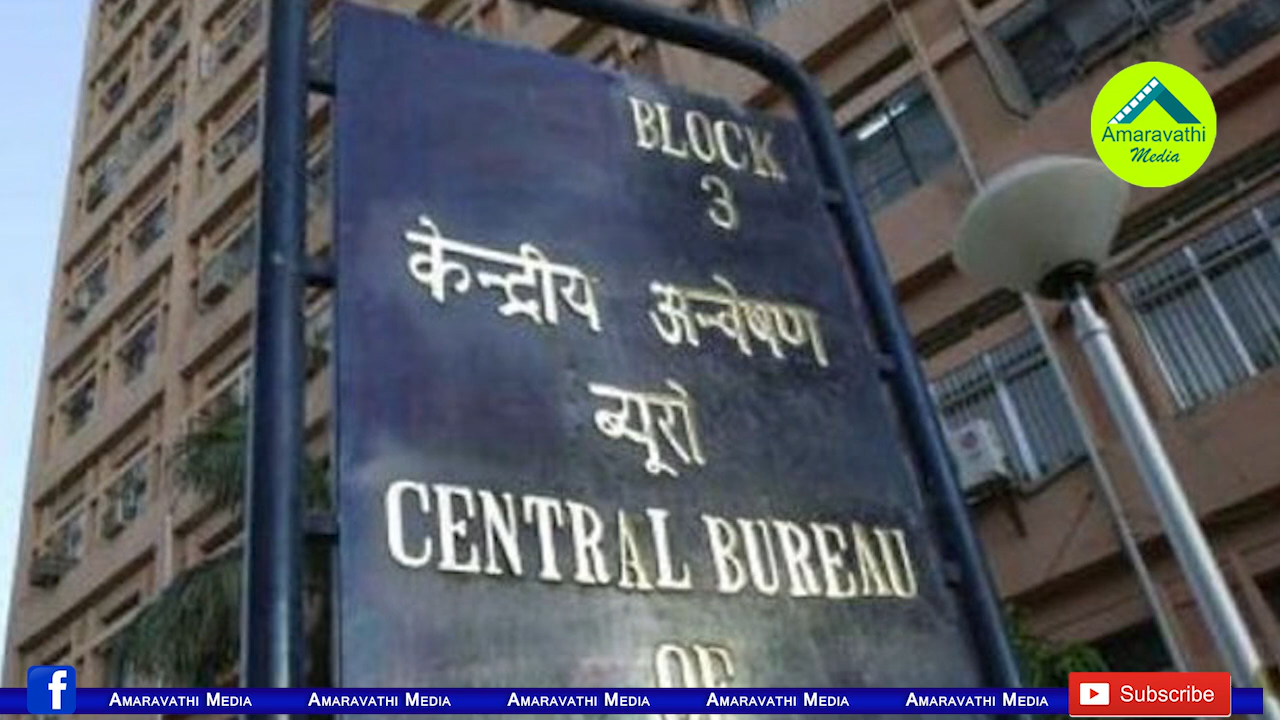 BLOCK
3
केन्द्रीय अन्वेषण
ब्यूरो
CENTRAL BUREAU
OF
Amaravathi
Media
f
AMARAVATHI MEDIA AMARAVATHI MEDIA AMARAVATHI MEDIA AMARAVATHI MEDIA AMARAVATHI MEDIA
Subscribe